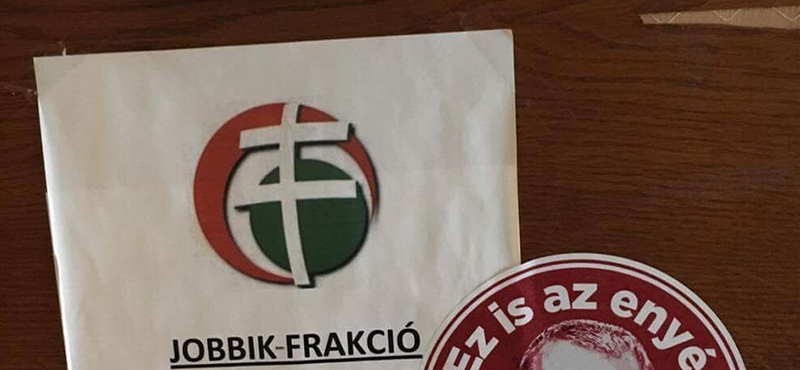 JOBBIK-FRAKCIÓ
Ez is az enyé